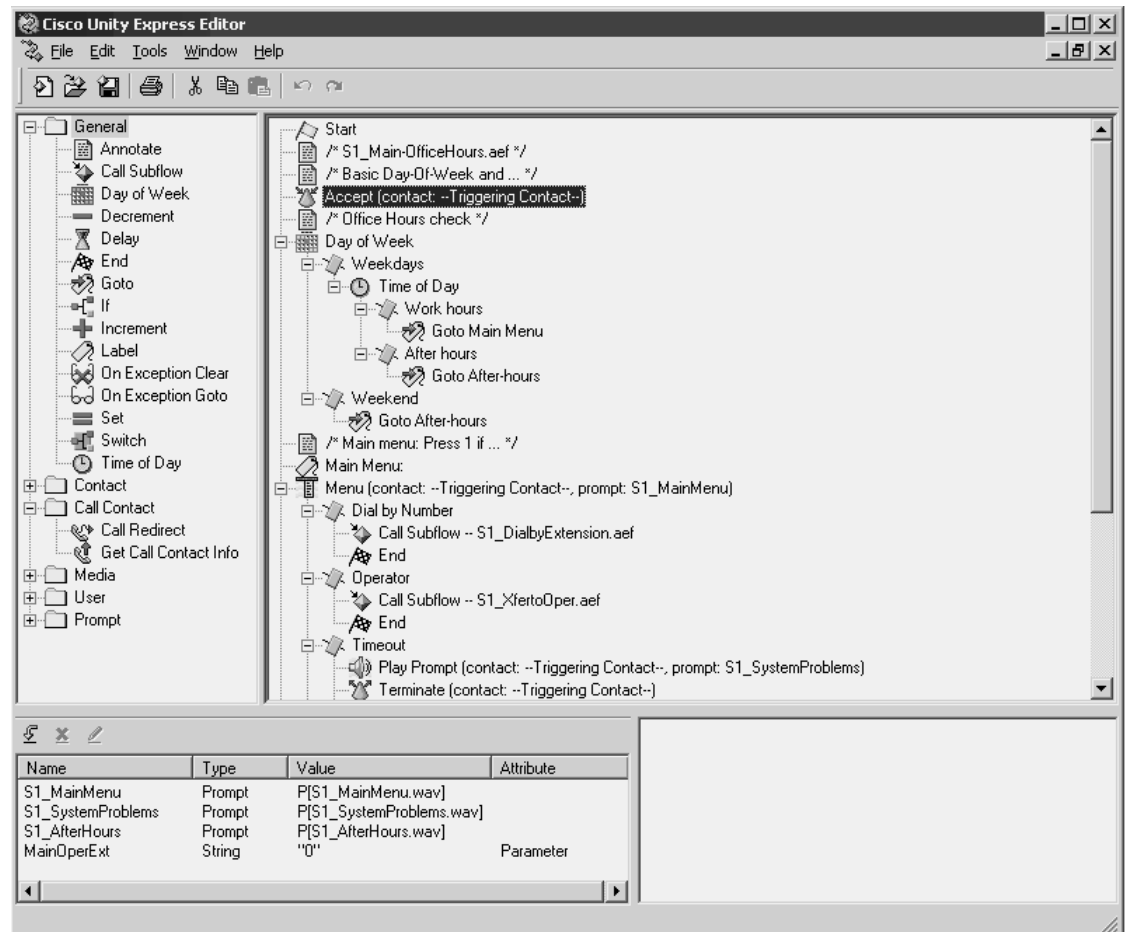 Cisco Unity Express Editor
File Edit Tools Window Help
General
Annotate
Call Subflow
Day of Week
Decrement
Delay
End
Goto
If
Increment
Label
On Exception Clear
On Exception Goto
Set
Switch
Time of Day
Contact
Call Contact
Call Redirect
Get Call Contact Info
Media
User
Prompt
Start
/* S1_Main-OfficeHours.aef */
/* Basic Day-Of-Week and ... */
Accept (contact: --Triggering Contact--)
/* Office Hours check */
Day of Week
Weekdays
Time of Day
Work hours
Goto Main Menu
After hours
Goto After-hours
Weekend
Goto After-hours
/* Main menu: Press 1 if ... */
Main Menu:
Menu (contact: --Triggering Contact--, prompt: S1_MainMenu)
Dial by Number
Call Subflow -- S1_DialbyExtension.aef
End
Operator
Call Subflow -- S1_XfertoOper.aef
End
Timeout
Play Prompt (contact: --Triggering Contact--, prompt: S1_SystemProblems)
Terminate (contact: --Triggering Contact--)
Name Type Value Attribute
S1_MainMenu Prompt P[S1_MainMenu.wav]
S1_SystemProblems Prompt P[S1_SystemProblems.wav]
S1_AfterHours Prompt P[S1_AfterHours.wav]
MainOperExt String "0" Parameter